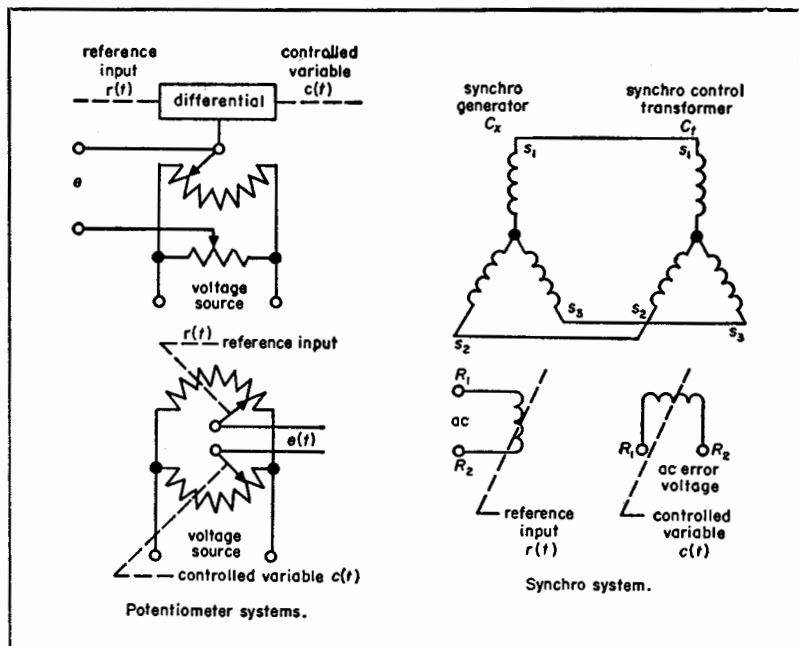 reference
input
r(t)
controlled
variable
c(t)
differential
e
voltage
source
r(t)
reference input
e(t)
voltage
source
controlled variable c(t)
Potentiometer systems.
synchro
generator
Cx
synchro control
transformer
Ct
s1
s1
s3
s2
s2
s3
R1
ac
R2
R1
R2
ac error
voltage
reference
input
r(t)
controlled
variable
c(t)
Synchro system.